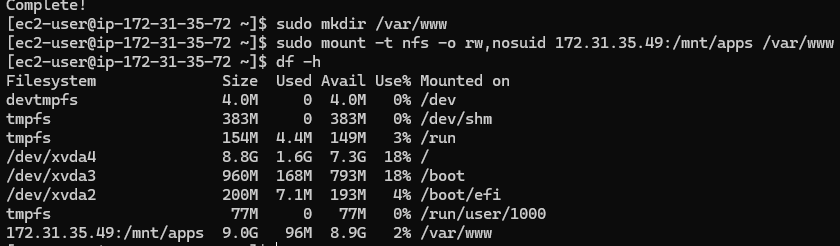 Complete!
[ec2-user@ip-172-31-35-72 ~]$ sudo mkdir /var/www
[ec2-user@ip-172-31-35-72 ~]$ sudo mount -t nfs -o rw,nosuid 172.31.35.49:/mnt/apps /var/www
[ec2-user@ip-172-31-35-72 ~]$ df -h
Filesystem Size Used Avail Use% Mounted on
devtmpfs 4.0M 0 4.0M 0% /dev
tmpfs 383M 0 383M 0% /dev/shm
tmpfs 154M 4.4M 149M 3% /run
/dev/xvda4 8.8G 1.6G 7.3G 18% /
/dev/xvda3 960M 168M 793M 18% /boot
/dev/xvda2 200M 7.1M 193M 4% /boot/efi
tmpfs 77M 0 77M 0% /run/user/1000
172.31.35.49:/mnt/apps 9.0G 96M 8.9G 2% /var/www